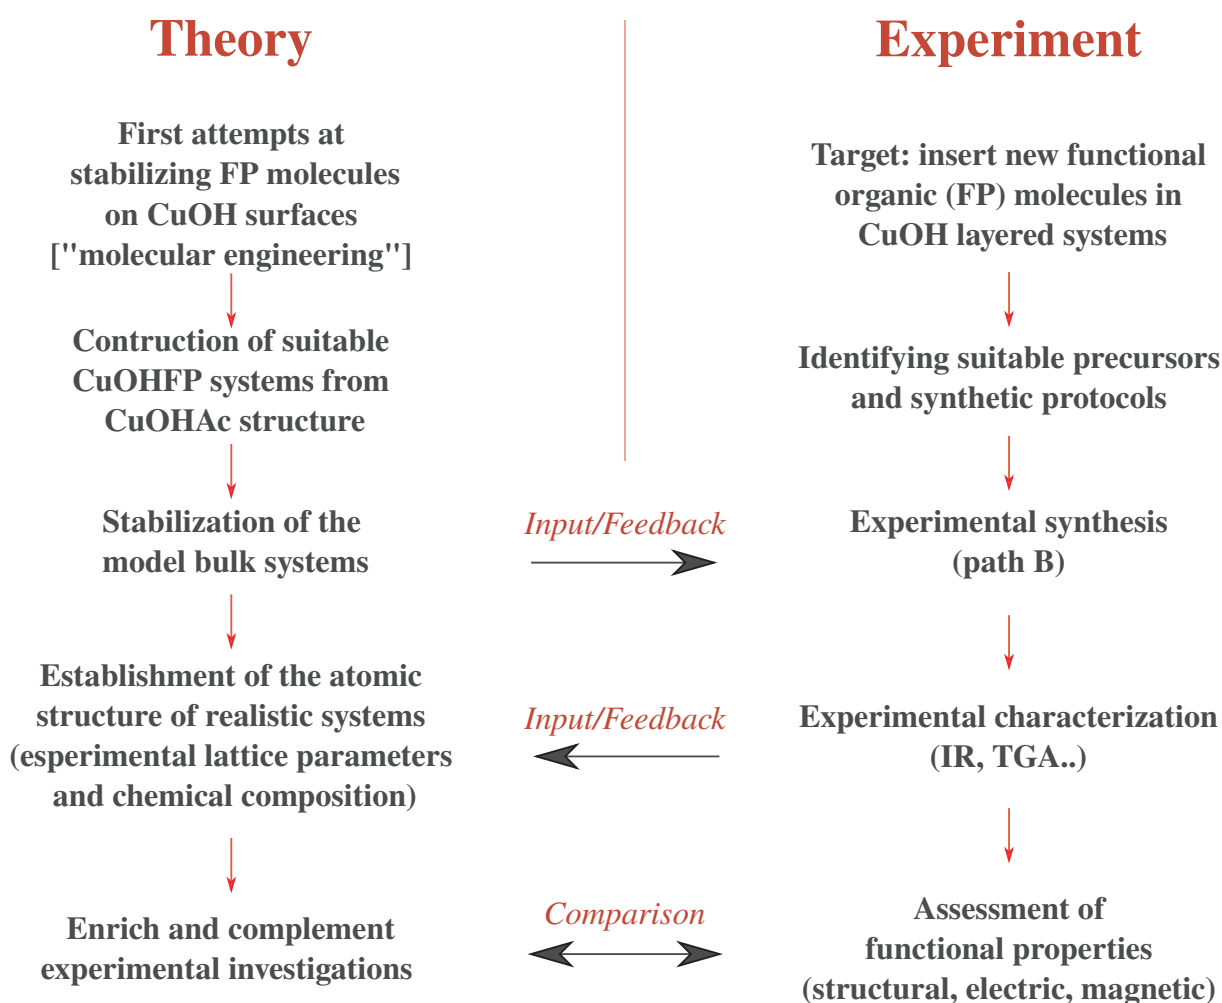 Theory
First attempts at
stabilizing FP molecules
on CuOH surfaces
["molecular engineering"]
Contruction of suitable
CuOHFP systems from
CuOHAc structure
Stabilization of the
model bulk systems
Establishment of the atomic
structure of realistic systems
(esperimental lattice parameters
and chemical composition)
Enrich and complement
experimental investigations
Input/Feedback
Input/Feedback
Comparison
Experiment
Target: insert new functional
organic (FP) molecules in
CuOH layered systems
Identifying suitable precursors
and synthetic protocols
Experimental synthesis
(path B)
Experimental characterization
(IR, TGA..)
Assessment of
functional properties
(structural, electric, magnetic)